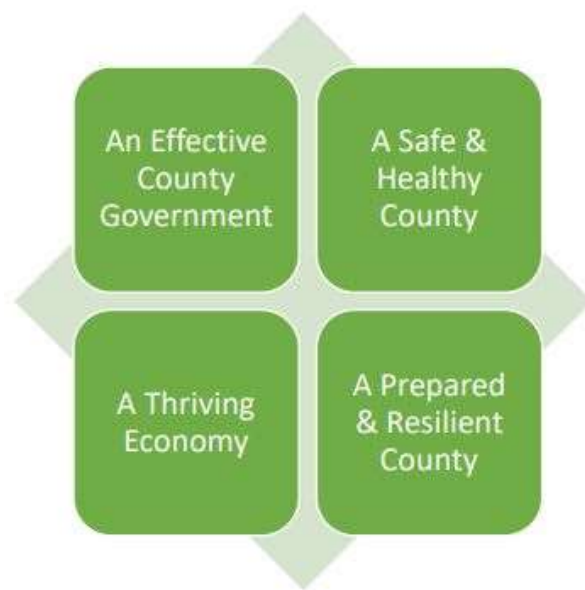 An Effective
County
Government
A Safe &
Healthy
County
A Thriving
Economy
A Prepared
& Resilient
County